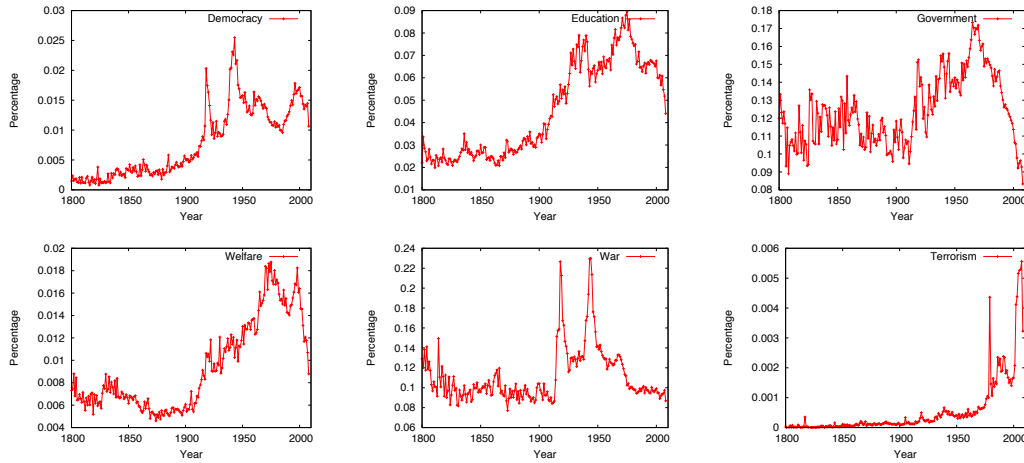 Democracy
0.03
0.025
0.02
0.015
0.01
0.005
0
Percentage
1800 1850 1900 1950 2000
Year
Education
0.09
0.08
0.07
0.06
0.05
0.04
0.03
0.02
0.01
Percentage
1800 1850 1900 1950 2000
Year
Government
0.18
0.17
0.16
0.15
0.14
0.13
0.12
0.11
0.1
0.09
0.08
Percentage
1800 1850 1900 1950 2000
Year
Welfare
0.02
0.018
0.016
0.014
0.012
0.01
0.008
0.006
0.004
Percentage
1800 1850 1900 1950 2000
Year
War
0.24
0.22
0.2
0.18
0.16
0.14
0.12
0.1
0.08
0.06
Percentage
1800 1850 1900 1950 2000
Year
Terrorism
0.006
0.005
0.004
0.003
0.002
0.001
0
Percentage
1800 1850 1900 1950 2000
Year